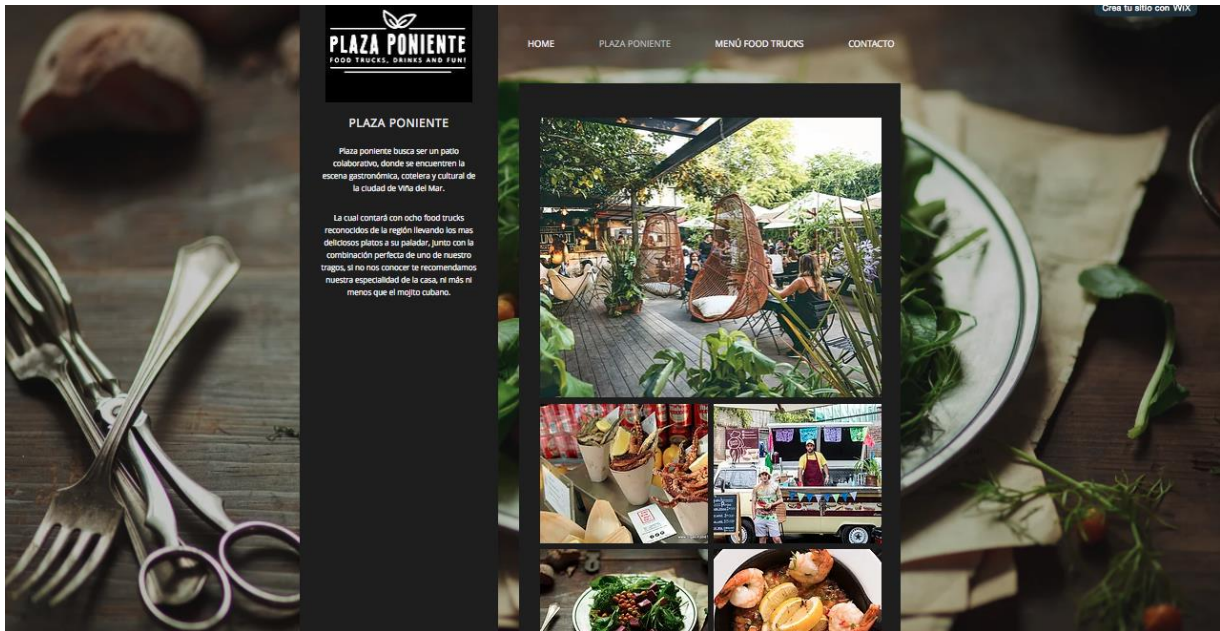 Crea tu sitio con WiX
PLAZA PONIENTE
FOOD TRUCKS, DRINKS AND FUN!
HOME
PLAZA PONIENTE
MENÚ FOOD TRUCKS
CONTACTO
PLAZA PONIENTE
Plaza poniente busca ser un patio
colaborativo, donde se encuentren la
escena gastronómica, cotelera y cultural de
la ciudad de Viña del Mar.
La cual contará con ocho food trucks
reconocidos de la región llevando los mas
deliciosos platos a su paladar, junto con la
combinación perfecta de uno de nuestro
tragos, si no nos conocer te recomendamos
nuestra especialidad de la casa, ni más ni
menos que el mojito cubano.